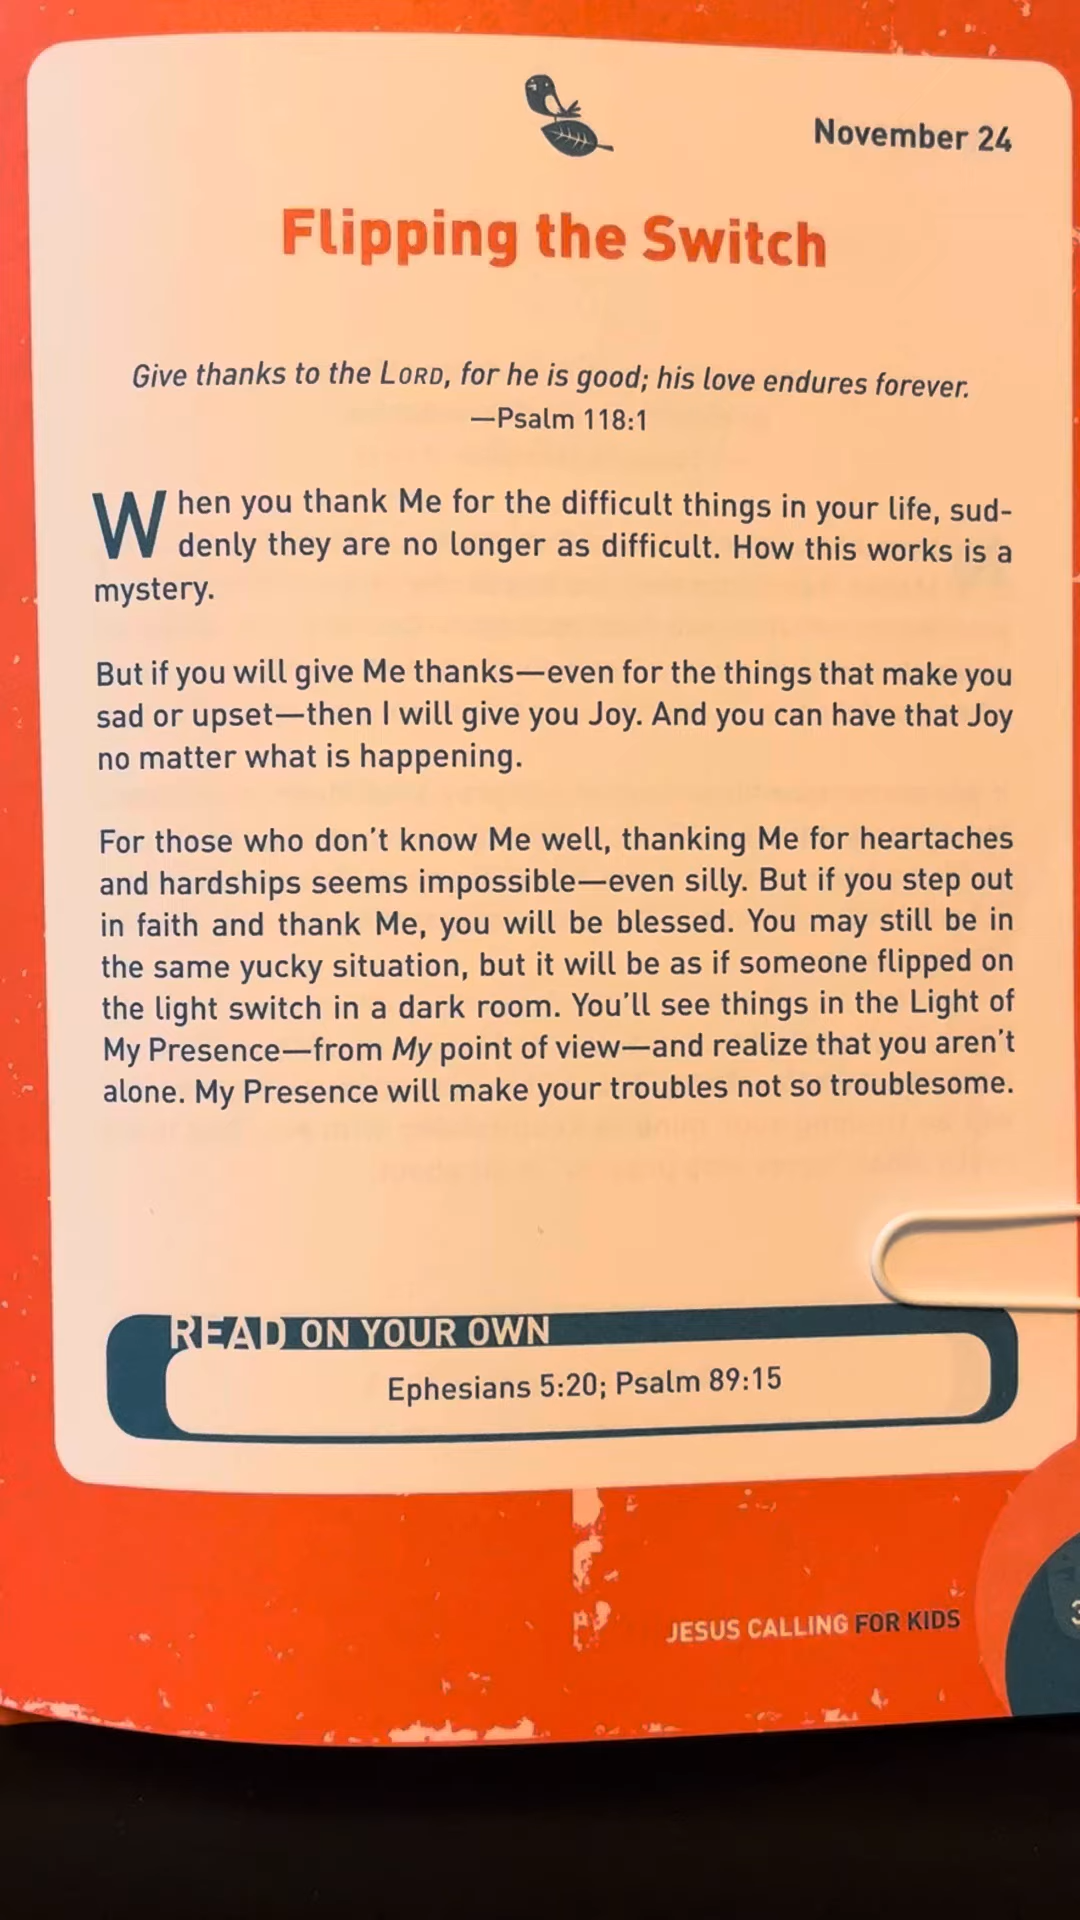 November 24
Flipping the Switch
Give thanks to the LORD, for he is good; his love endures forever.
—Psalm 118:1
When you thank Me for the difficult things in your life, sud-
denly they are no longer as difficult. How this works is a
mystery.
But if you will give Me thanks—even for the things that make you
sad or upset—then I will give you Joy. And you can have that Joy
no matter what is happening.
For those who don't know Me well, thanking Me for heartaches
and hardships seems impossible—even silly. But if you step out
in faith and thank Me, you will be blessed. You may still be in
the same yucky situation, but it will be as if someone flipped on
the light switch in a dark room. You'll see things in the Light of
My Presence—from My point of view—and realize that you aren't
alone. My Presence will make your troubles not so troublesome.
READ ON YOUR OWN
Ephesians 5:20; Psalm 89:15
JESUS CALLING FOR KIDS